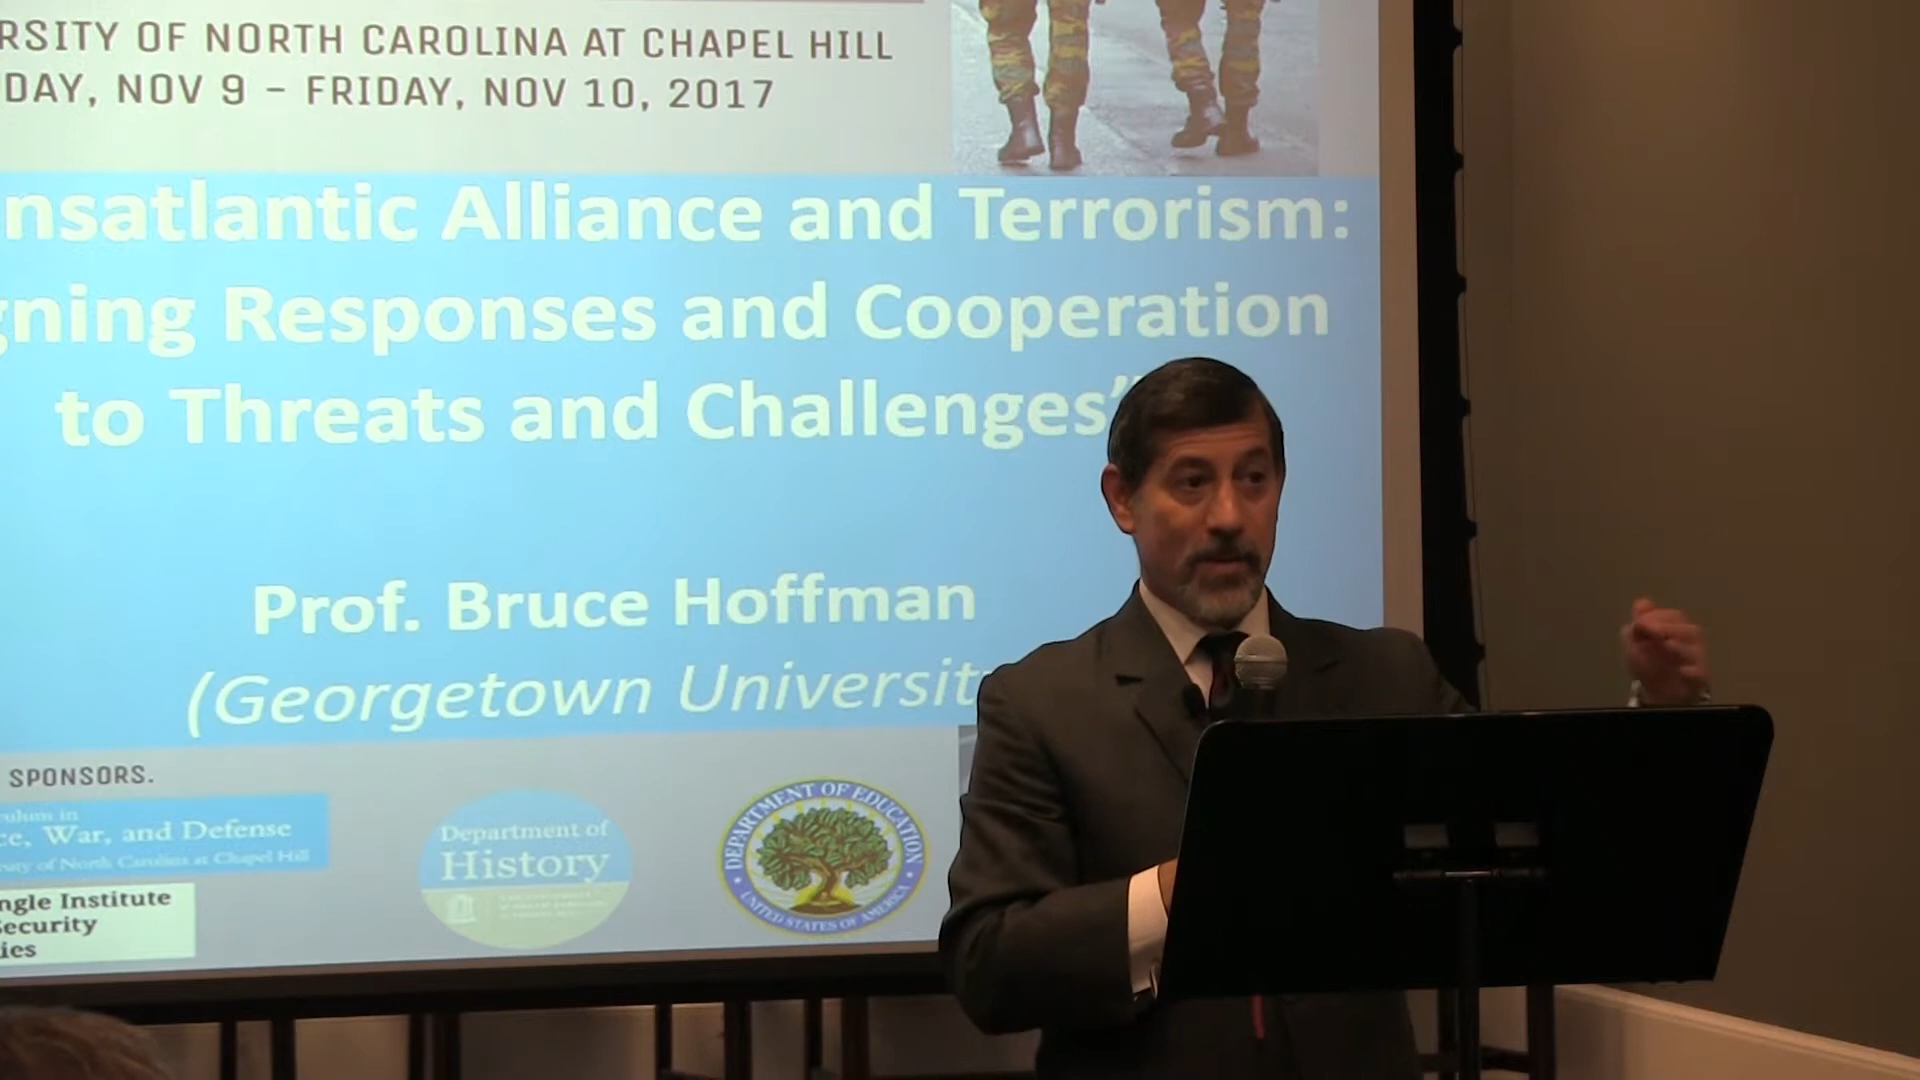 RSITY OF NORTH CAROLINA AT CHAPEL HILL
DAY, NOV 9 – FRIDAY, NOV 10, 2017
nsatlantic Alliance and Terrorism:
gning Responses and Cooperation
to Threats and Challenges”
Prof. Bruce Hoffman
(Georgetown Universit
SPONSORS.
ulum in
ce, War, and Defense
rsity of North Carolina at Chapel Hill
ngle Institute
Security
ies
Department of
History
DEPARTMENT OF EDUCATION
UNITED STATES OF AMERICA